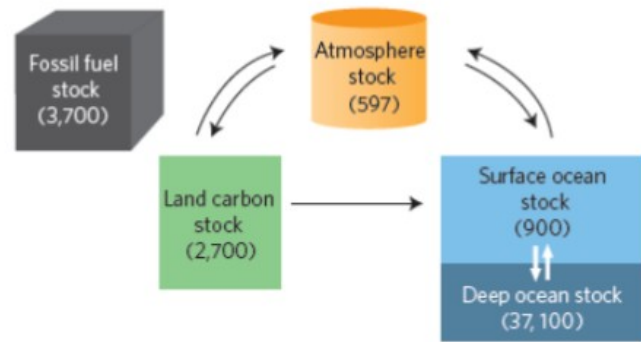 Fossil fuel
stock
(3,700)
Atmosphere
stock
(597)
Land carbon
stock
(2,700)
Surface ocean
stock
(900)
Deep ocean stock
(37, 100)